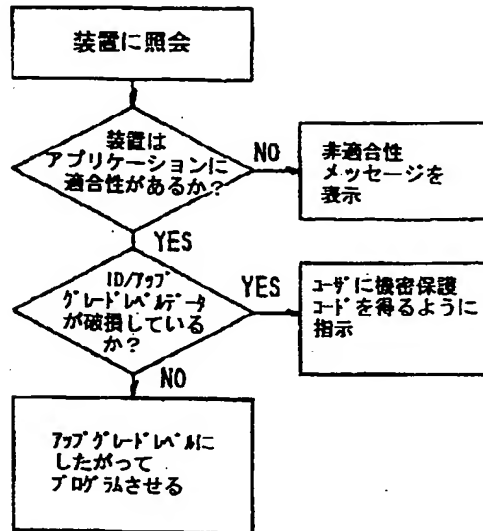 装置に照会
装置は
アプリケーションに
適合性があるか?
NO
非適合性
メッセージを
表示
YES
ID/アップ
グレードレベルデータ
が破損している
か?
YES
ユーザに機密保護
コードを得るように
指示
NO
アップグレードレベルに
したがって
プログラムさせる